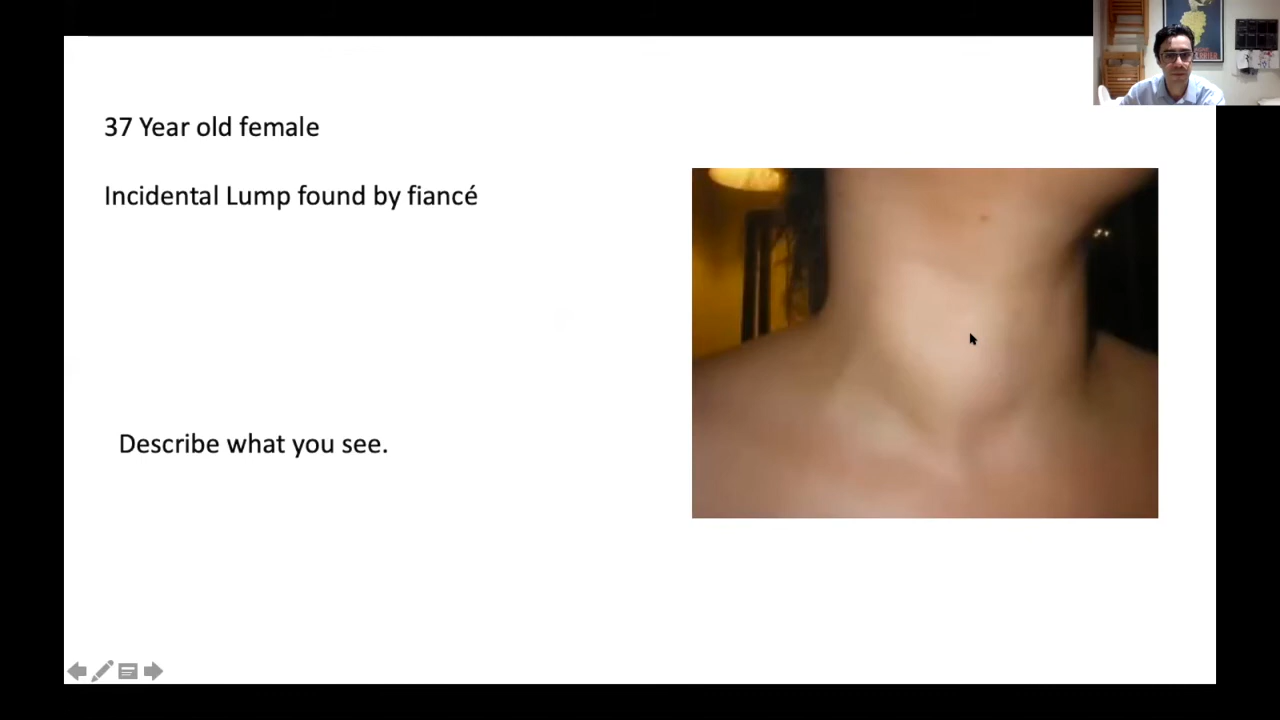 37 Year old female
Incidental Lump found by fiancé
Describe what you see.